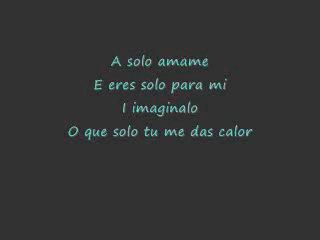 A solo amame
E eres solo para mi
I imaginalo
O que solo tu me das calor